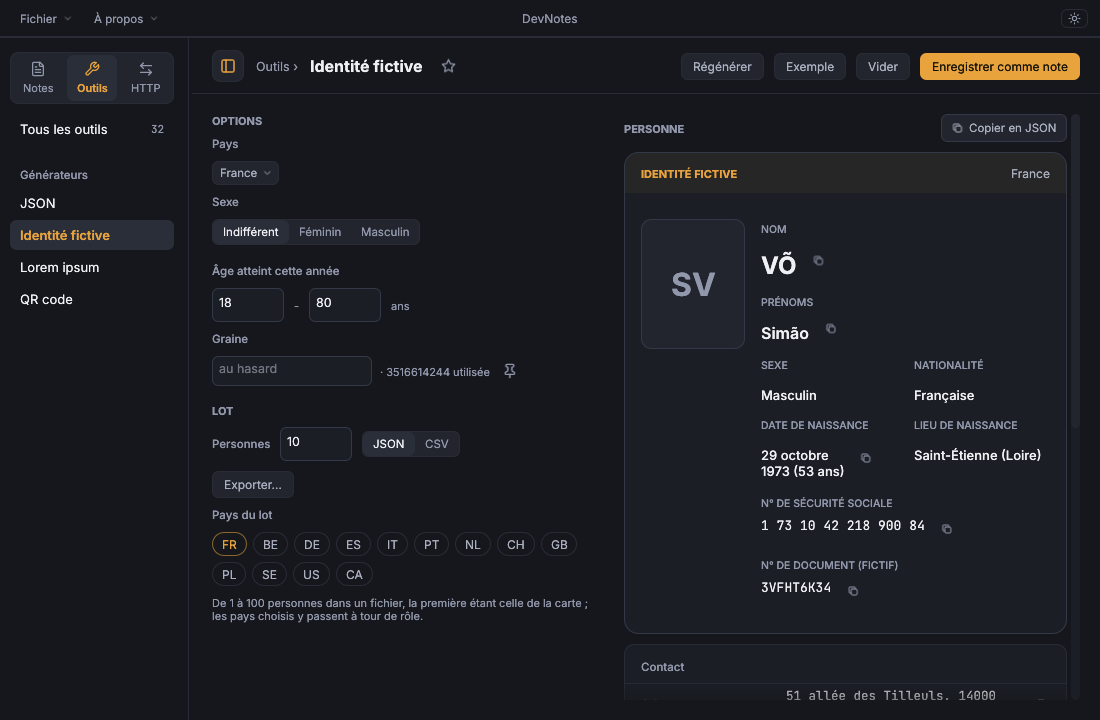 Fichier
À propos
DevNotes
Notes
Outils
HTTP
Tous les outils 32
Générateurs
JSON
Identité fictive
Lorem ipsum
QR code
Outils › Identité fictive
Régénérer
Exemple
Vider
Enregistrer comme note
OPTIONS
Pays
France
Sexe
Indifférent Féminin Masculin
Âge atteint cette année
18 - 80 ans
Graine
au hasard · 3516614244 utilisée
LOT
Personnes 10 JSON CSV
Exporter...
Pays du lot
FR BE DE ES IT PT NL CH GB
PL SE US CA
De 1 à 100 personnes dans un fichier, la première étant celle de la carte ;
les pays choisis y passent à tour de rôle.
PERSONNE
Copier en JSON
IDENTITÉ FICTIVE France
SV
NOM
VÕ
PRÉNOMS
Simão
SEXE NATIONALITÉ
Masculin Française
DATE DE NAISSANCE LIEU DE NAISSANCE
29 octobre Saint-Étienne (Loire)
1973 (53 ans)
N° DE SÉCURITÉ SOCIALE
1 73 10 42 218 900 84
N° DE DOCUMENT (FICTIF)
3VFHT6K34
Contact
51 allée des Tilleuls, 14000